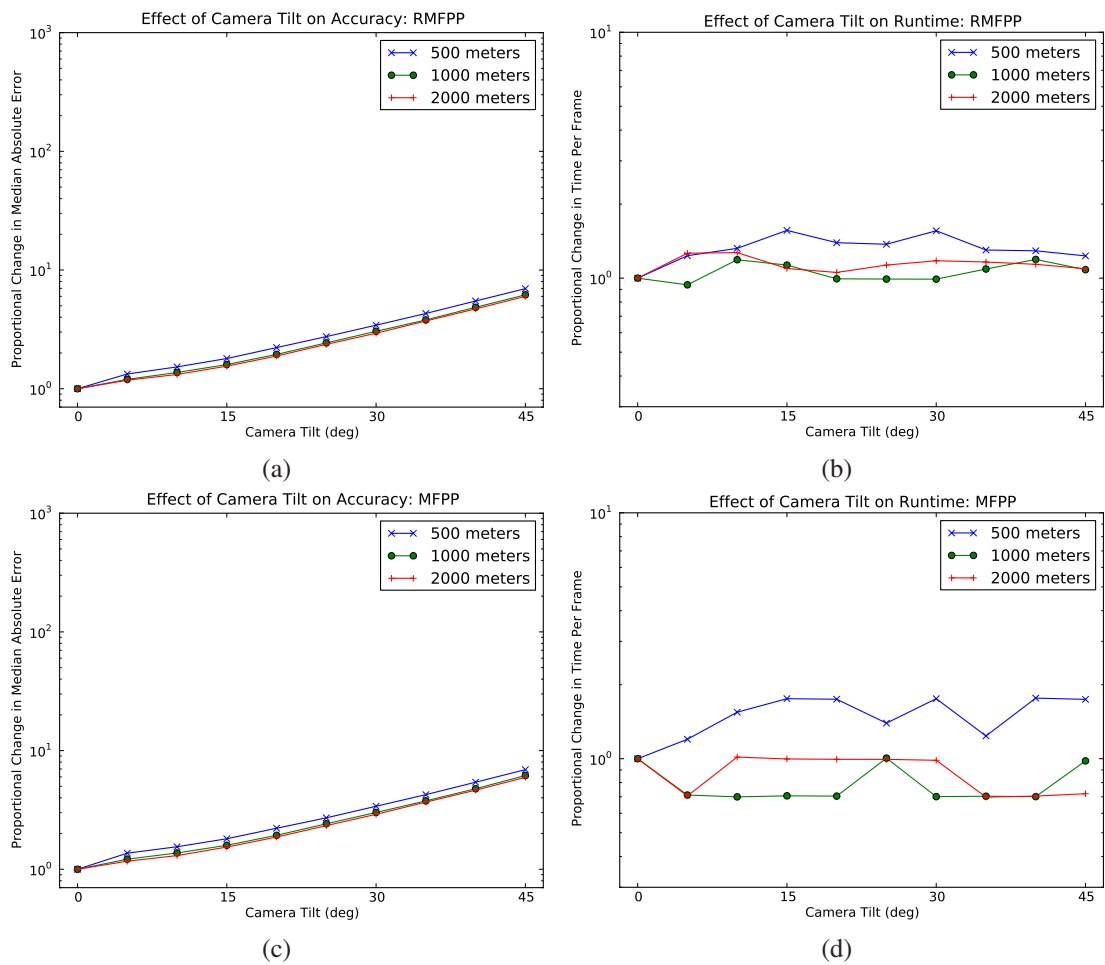 Effect of Camera Tilt on Accuracy: RMFPP
Proportional Change in Median Absolute Error
10^3
10^2
10^1
10^0
500 meters
1000 meters
2000 meters
0 15 30 45
Camera Tilt (deg)
(a)
Effect of Camera Tilt on Runtime: RMFPP
Proportional Change in Time Per Frame
10^1
10^0
500 meters
1000 meters
2000 meters
0 15 30 45
Camera Tilt (deg)
(b)
Effect of Camera Tilt on Accuracy: MFPP
Proportional Change in Median Absolute Error
10^3
10^2
10^1
10^0
500 meters
1000 meters
2000 meters
0 15 30 45
Camera Tilt (deg)
(c)
Effect of Camera Tilt on Runtime: MFPP
Proportional Change in Time Per Frame
10^1
10^0
500 meters
1000 meters
2000 meters
0 15 30 45
Camera Tilt (deg)
(d)